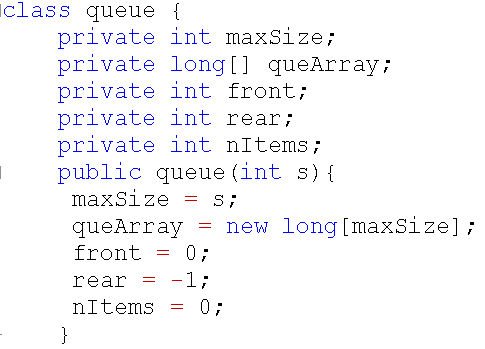 class queue {
private int maxSize;
private long[] queArray;
private int front;
private int rear;
private int nItems;
public queue(int s){
maxSize = s;
queArray = new long[maxSize];
front = 0;
rear = -1;
nItems = 0;
}